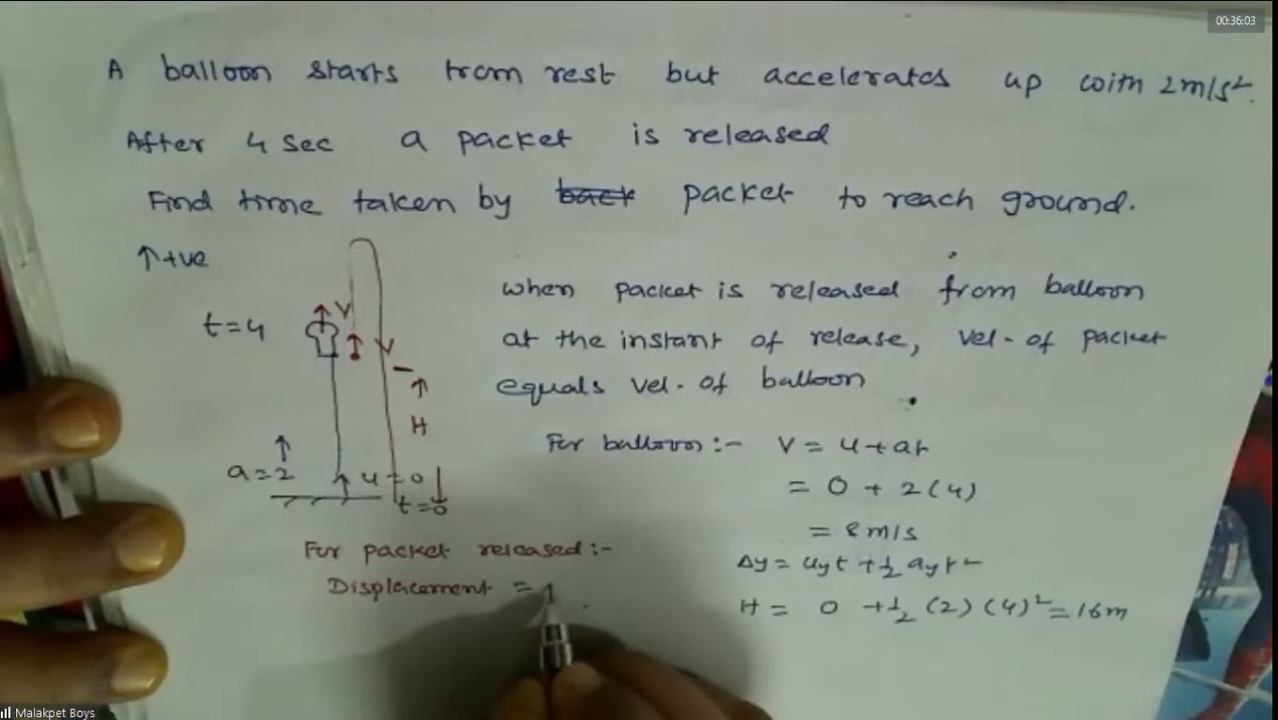 00:36:03
A balloon starts from rest but accelerates up with 2m/s².
After 4 sec a packet is released
Find time taken by back packet to reach ground.
↑+ve
when packet is released from balloon
t=4
V
at the instant of release, vel. of packet
equals vel. of balloon
H
For balloon:- V = u+at
a=2
u=0
= 0 + 2(4)
t=0
= 8m/s
For packet released:-
Δy = uyt + ½ ayt²
Displacement =
H = 0 + ½ (2) (4)² = 16m
Malakpet Boys